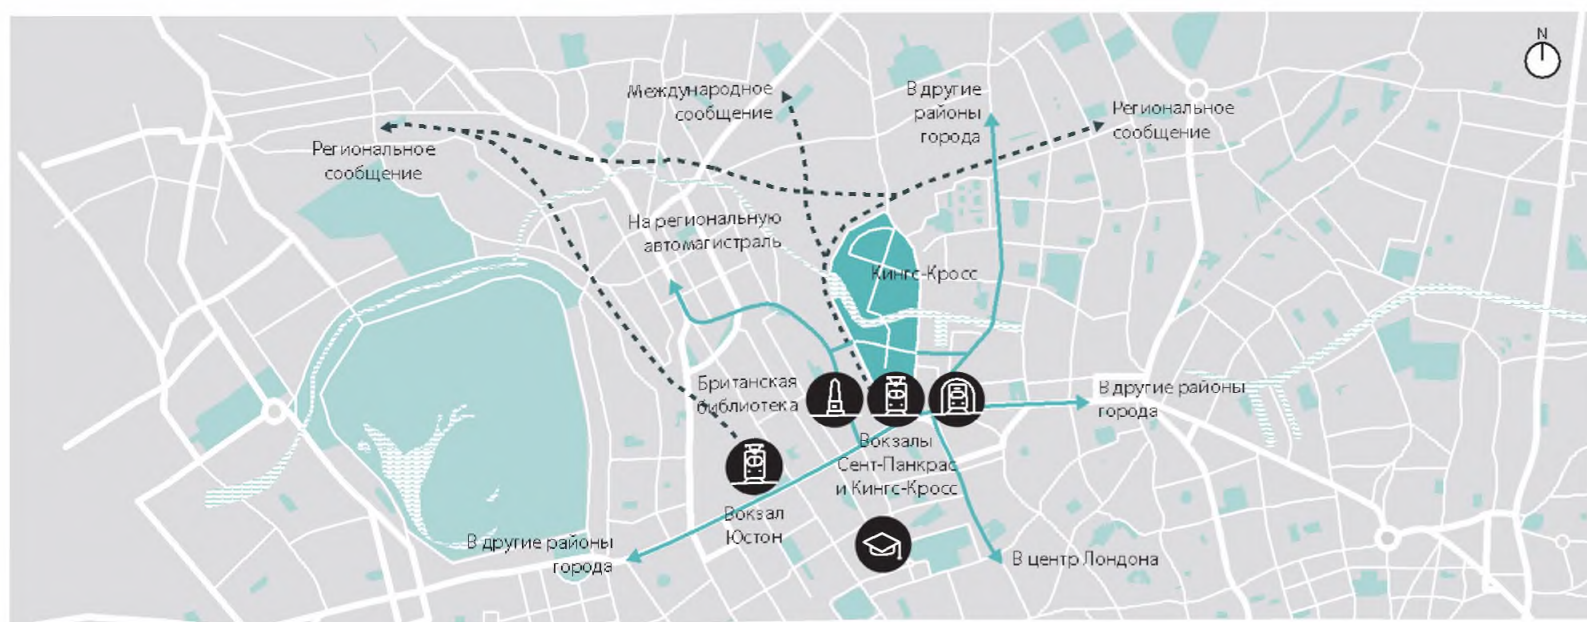 N
Международное
сообщение
В другие
районы
города
Региональное
сообщение
Региональное
сообщение
На региональную
автомагистраль
Кингс-Кросс
Британская
библиотека
В другие районы
города
Вокзалы
Сент-Панкрас
и Кингс-Кросс
Вокзал
Юстон
В другие районы
города
В центр Лондона